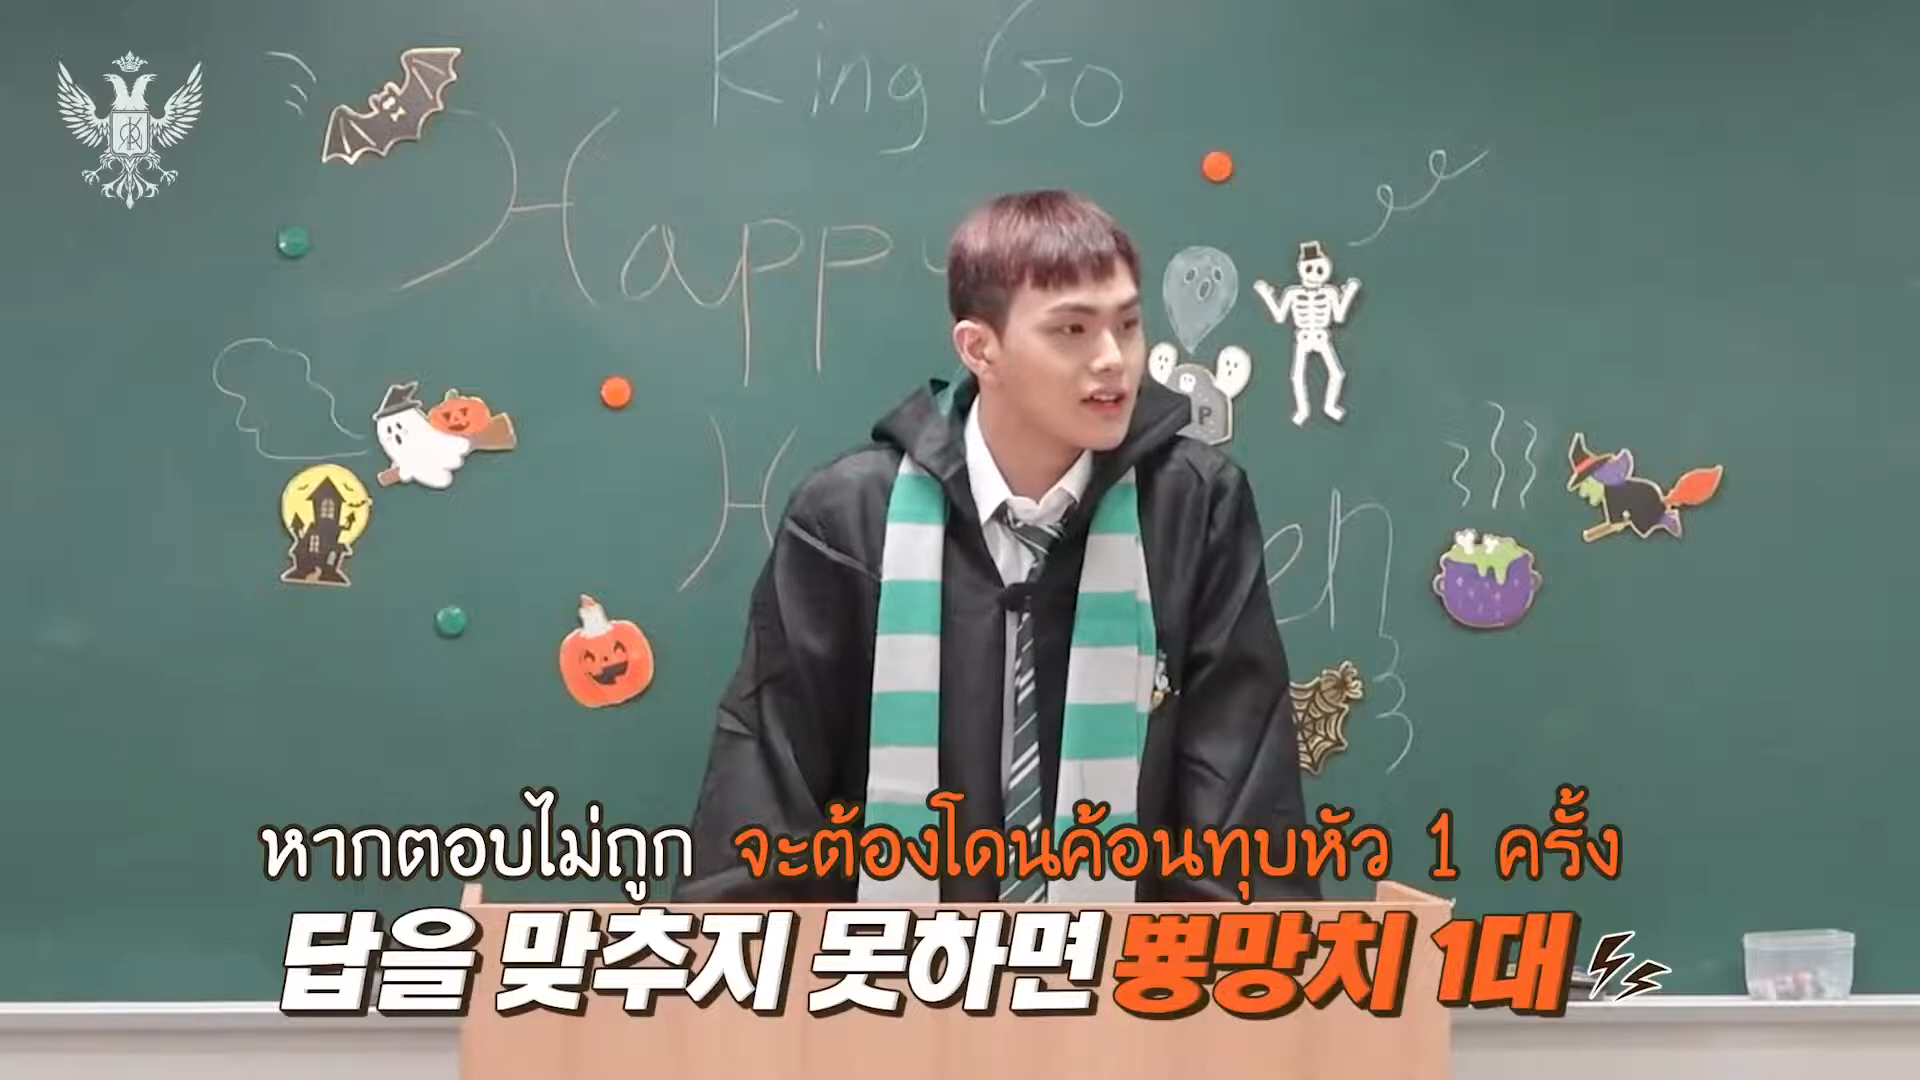 King Go
Happy
H en
P
หากตอบไม่ถูก จะต้องโดนค้อนทุบหัว 1 ครั้ง
답을 맞추지 못하면 뿅망치 1대